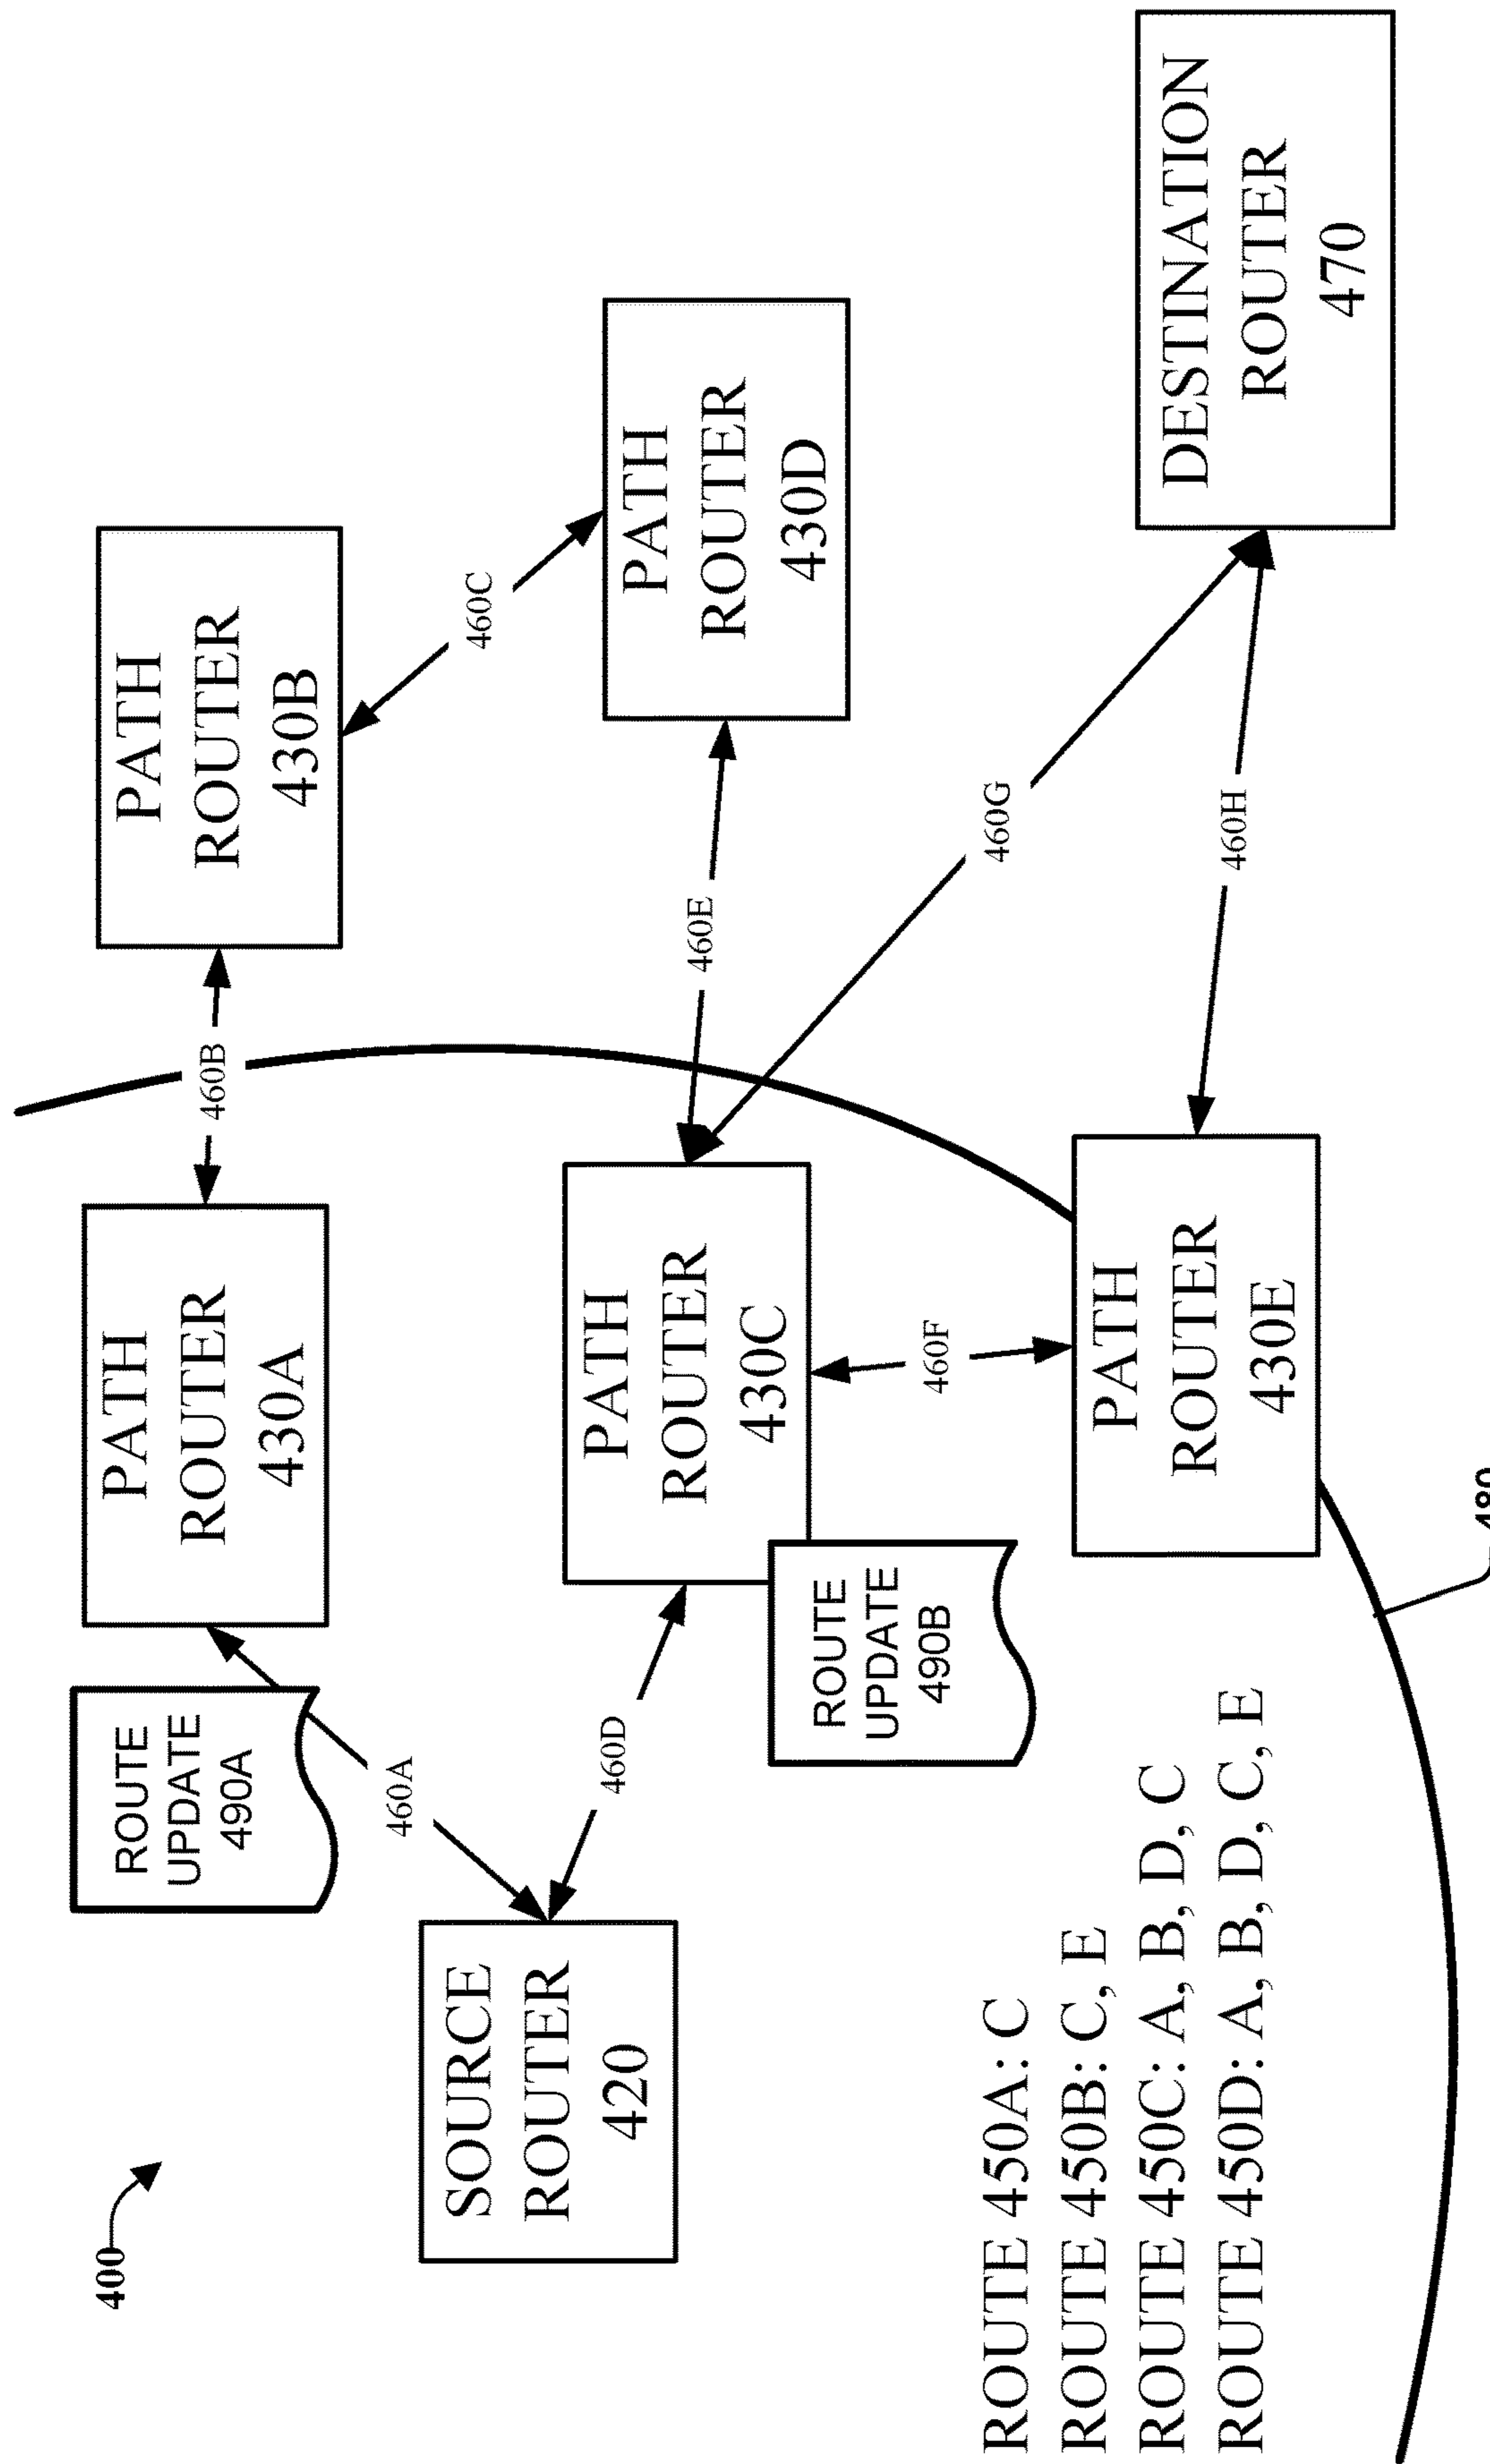 400
SOURCE
ROUTER
420
ROUTE
UPDATE
490A
460A
460D
PATH
ROUTER
430A
460B
PATH
ROUTER
430B
460C
PATH
ROUTER
430C
ROUTE
UPDATE
490B
460E
PATH
ROUTER
430D
460F
460G
PATH
ROUTER
430E
460H
DESTINATION
ROUTER
470
ROUTE 450A: C
ROUTE 450B: C, E
ROUTE 450C: A, B, D, C
ROUTE 450D: A, B, D, C, E